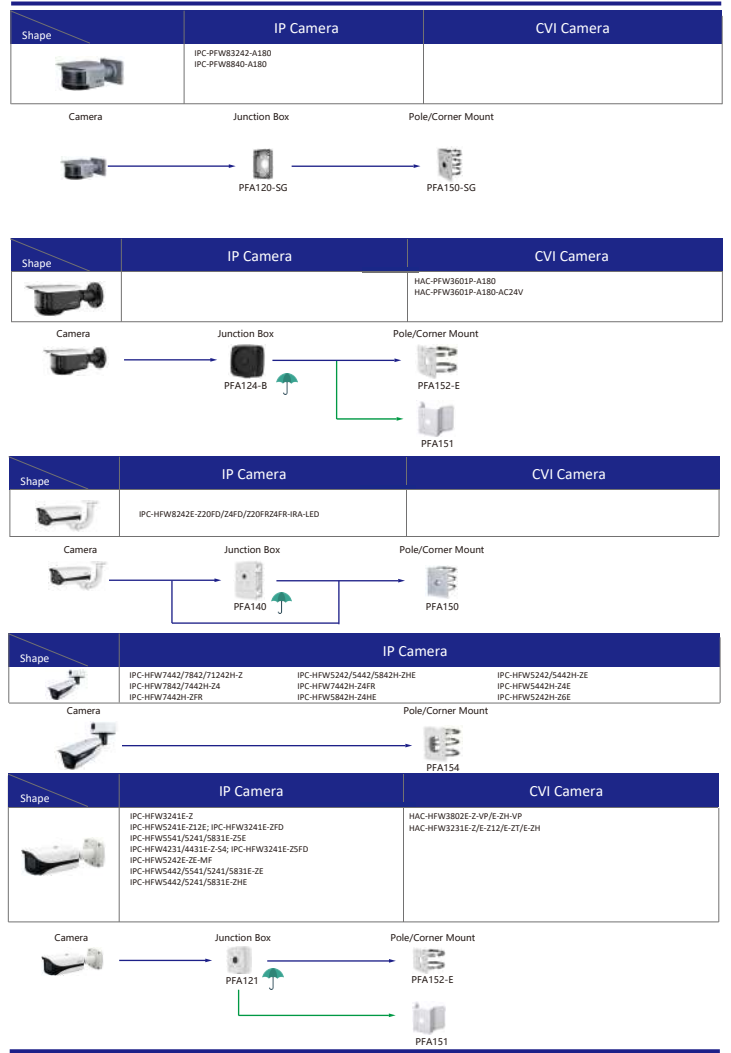 Shape
IP Camera
CVI Camera
IPC-PFW83242-A180
IPC-PFW8840-A180
Camera
Junction Box
Pole/Corner Mount
PFA120-SG
PFA150-SG
Shape
IP Camera
CVI Camera
HAC-PFW3601P-A180
HAC-PFW3601P-A180-AC24V
Camera
Junction Box
Pole/Corner Mount
PFA124-B
PFA152-E
PFA151
Shape
IP Camera
CVI Camera
IPC-HFW8242E-Z20FD/Z4FD/Z20FRZ4FR-IRA-LED
Camera
Junction Box
Pole/Corner Mount
PFA140
PFA150
Shape
IP Camera
IPC-HFW7442/7842/71242H-Z
IPC-HFW7842/7442H-Z4
IPC-HFW7442H-ZFR
IPC-HFW5242/5442/5842H-ZHE
IPC-HFW7442H-Z4FR
IPC-HFW5842H-Z4HE
IPC-HFW5242/5442H-ZE
IPC-HFW5442H-Z4E
IPC-HFW5242H-Z6E
Camera
Pole/Corner Mount
PFA154
Shape
IP Camera
CVI Camera
IPC-HFW3241E-Z
IPC-HFW5241E-Z12E; IPC-HFW3241E-ZFD
IPC-HFW5541/5241/5831E-Z5E
IPC-HFW4231/4431E-Z-S4; IPC-HFW3241E-Z5FD
IPC-HFW5242E-ZE-MF
IPC-HFW5442/5541/5241/5831E-ZE
IPC-HFW5442/5241/5831E-ZHE
HAC-HFW3802E-Z-VP/E-ZH-VP
HAC-HFW3231E-Z/E-Z12/E-ZT/E-ZH
Camera
Junction Box
Pole/Corner Mount
PFA121
PFA152-E
PFA151